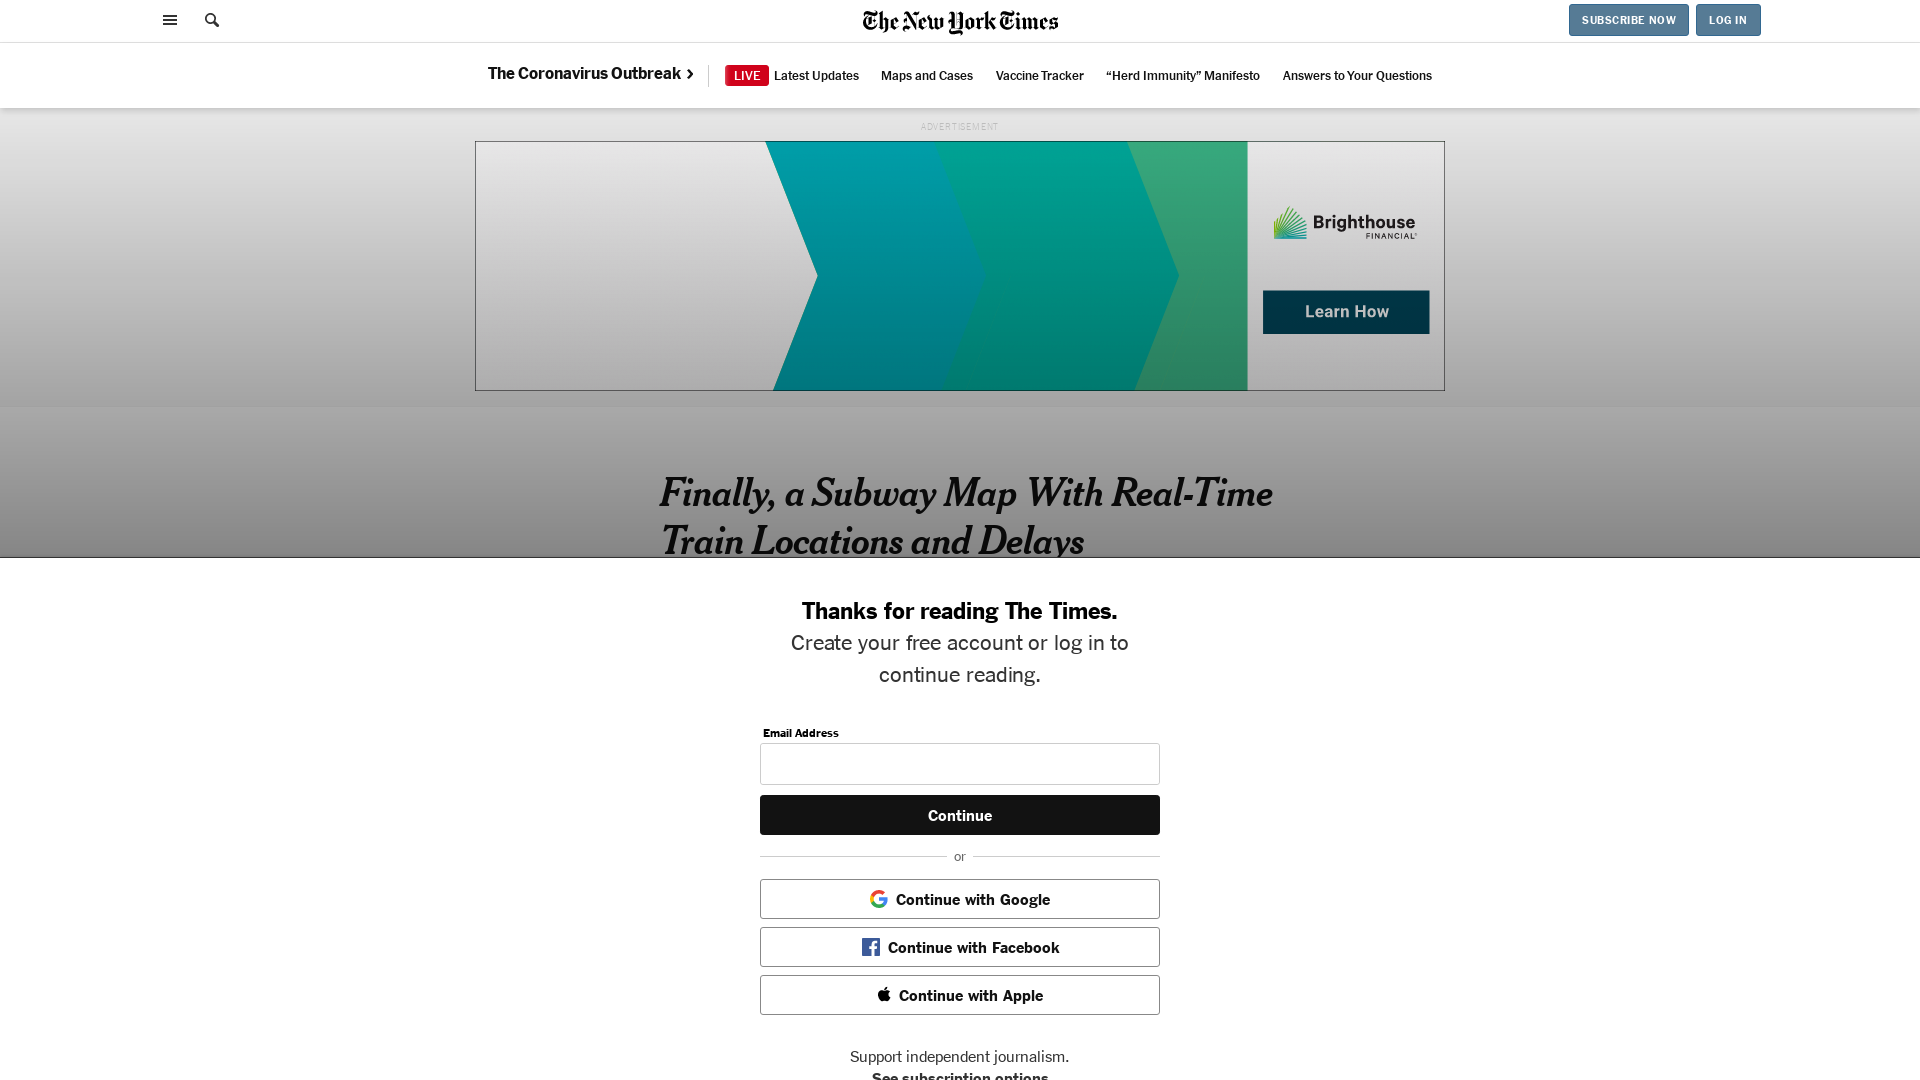 The New York Times
SUBSCRIBE NOW
LOG IN
The Coronavirus Outbreak
LIVE Latest Updates
Maps and Cases
Vaccine Tracker
“Herd Immunity” Manifesto
Answers to Your Questions
ADVERTISEMENT
Brighthouse
FINANCIAL®
Learn How
Finally, a Subway Map With Real-Time
Train Locations and Delays
Thanks for reading The Times.
Create your free account or log in to
continue reading.
Email Address
Continue
or
Continue with Google
Continue with Facebook
Continue with Apple
Support independent journalism.
See subscription options